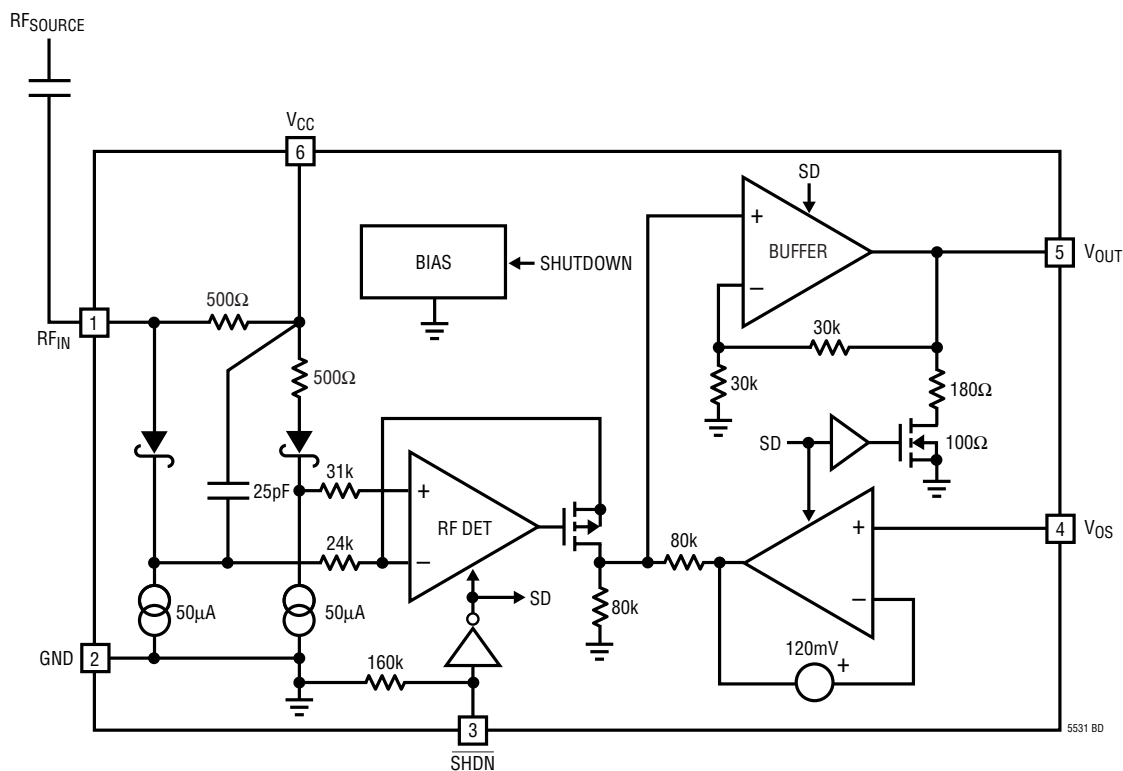 RFSOURCE
VCC
6
SD
+
BUFFER
–
5
VOUT
BIAS
SHUTDOWN
500Ω
1
RFIN
30k
30k
500Ω
180Ω
SD
100Ω
31k
25pF
+
RF DET
–
24k
4
VOS
+
–
80k
80k
50µA
50µA
SD
120mV
+
GND
2
160k
3
SHDN
5531 BD